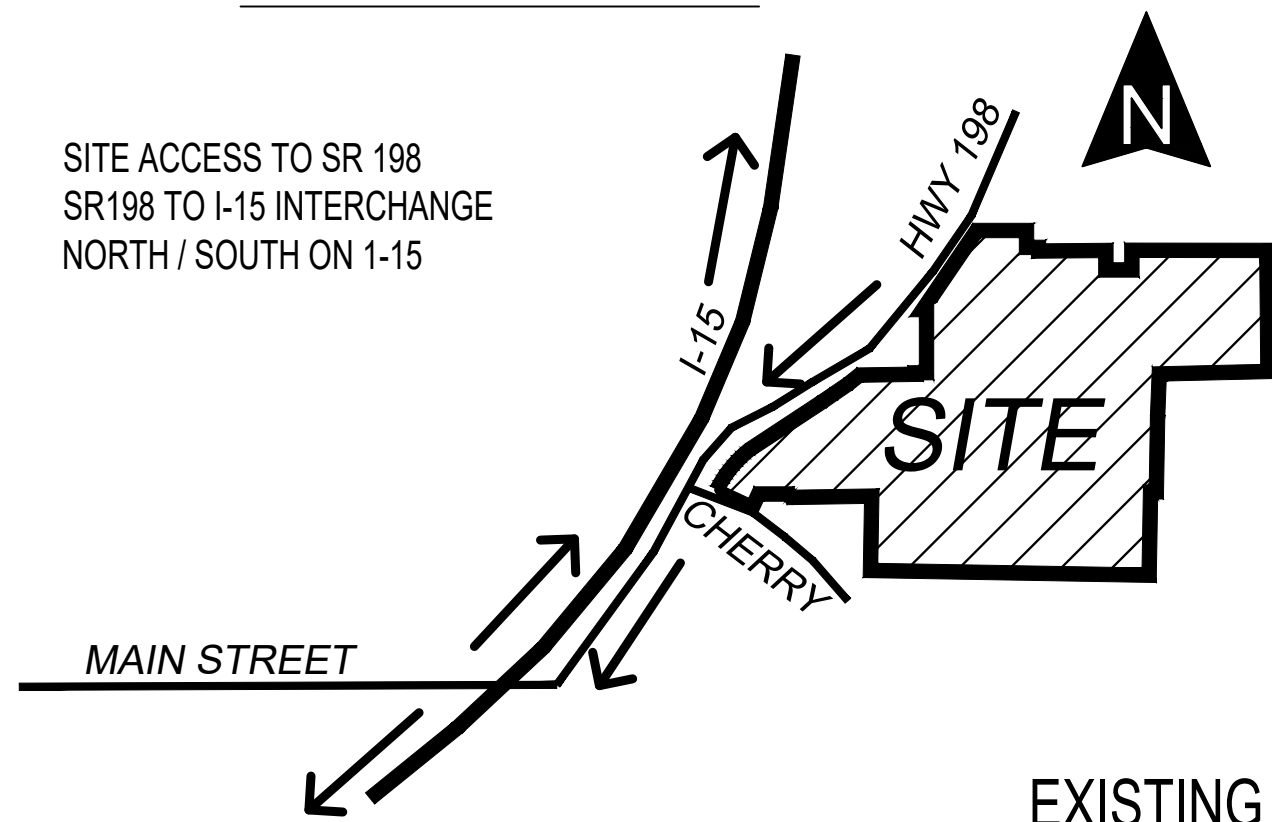 N
SITE ACCESS TO SR 198
SR198 TO I-15 INTERCHANGE
NORTH / SOUTH ON 1-15
HWY 198
I-15
SITE
CHERRY
MAIN STREET
EXISTING